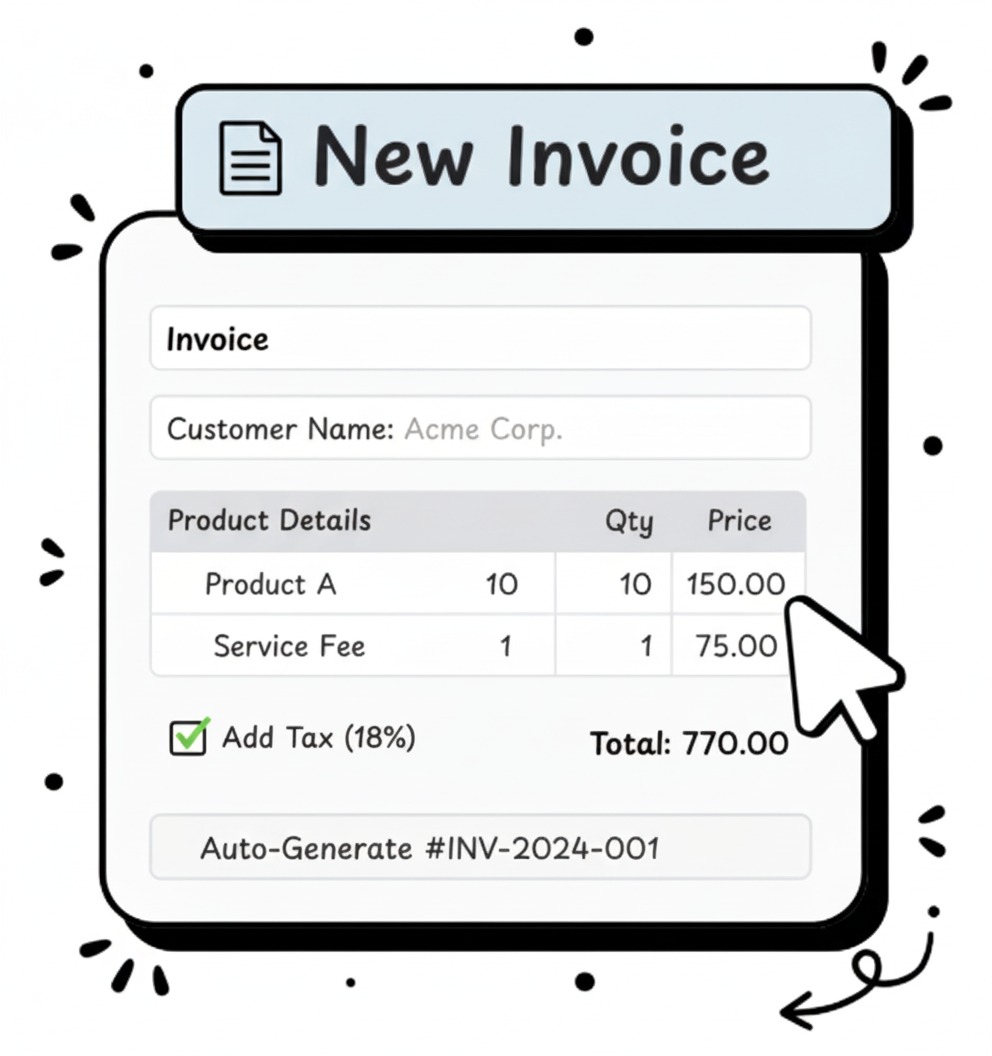 New Invoice
Invoice
Customer Name: Acme Corp.
Product Details Qty Price
Product A 10 10 150.00
Service Fee 1 1 75.00
Add Tax (18%) Total: 770.00
Auto-Generate #INV-2024-001